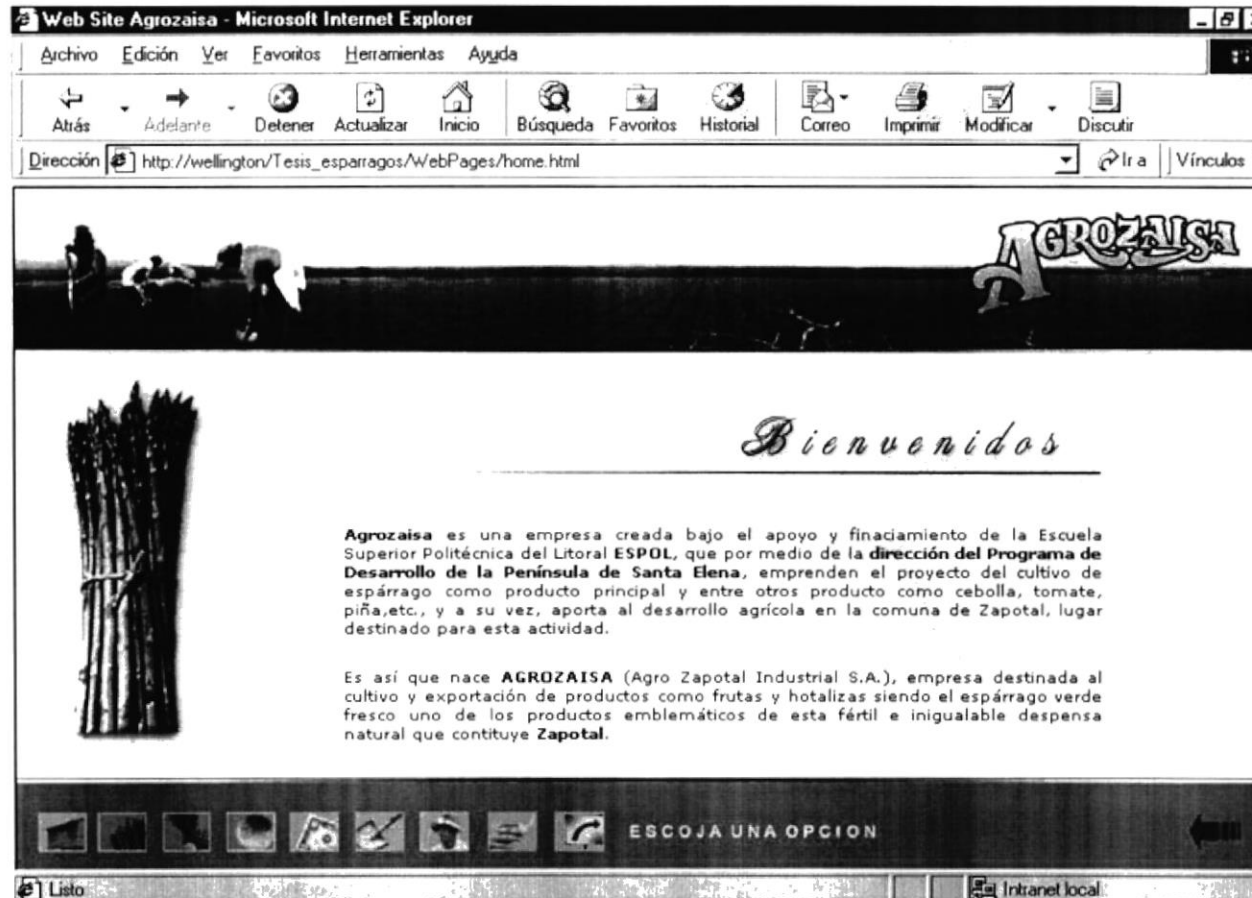 Web Site Agrozaisa - Microsoft Internet Explorer
Archivo Edición Ver Favoritos Herramientas Ayuda
Atrás Adelante Detener Actualizar Inicio Búsqueda Favoritos Historial Correo Imprimir Modificar Discutir
Dirección http://wellington/Tesis_esparragos/WebPages/home.html Ir a Vínculos
AGROZAISA
Bienvenidos
Agrozaisa es una empresa creada bajo el apoyo y finaciamiento de la Escuela
Superior Politécnica del Litoral ESPOL, que por medio de la dirección del Programa de
Desarrollo de la Península de Santa Elena, emprenden el proyecto del cultivo de
espárrago como producto principal y entre otros producto como cebolla, tomate,
piña,etc., y a su vez, aporta al desarrollo agrícola en la comuna de Zapotal, lugar
destinado para esta actividad.
Es así que nace AGROZAISA (Agro Zapotal Industrial S.A.), empresa destinada al
cultivo y exportación de productos como frutas y hotalizas siendo el espárrago verde
fresco uno de los productos emblemáticos de esta fértil e inigualable despensa
natural que contituye Zapotal.
ESCOJA UNA OPCION
Listo Intranet local